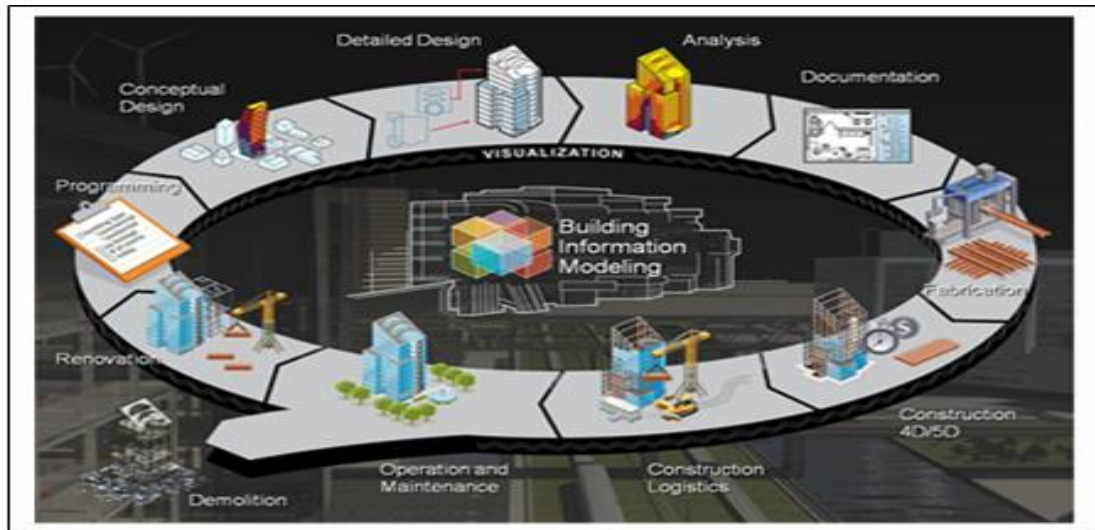 Detailed Design
Analysis
Conceptual
Design
Documentation
VISUALIZATION
Programming
Building
Information
Modeling
Fabrication
Renovation
Construction
4D/5D
Operation and
Maintenance
Construction
Logistics
Demolition